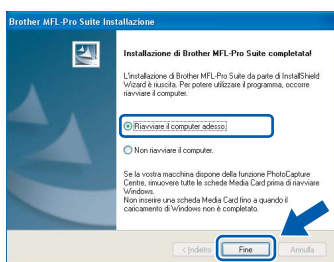 Brother MFL-Pro Suite Installazione
Installazione di Brother MFL-Pro Suite completata!
L'installazione di Brother MFL-Pro Suite da parte di InstallShield
Wizard è riuscita. Per potere utilizzare il programma, occorre
riavviare il computer.
Riavviare il computer adesso.
Non riavviare il computer.
Se la vostra macchina dispone della funzione PhotoCapture
Centre, rimuovere tutte le schede Media Card prima di riavviare
Windows.
Non inserire una scheda Media Card fino a quando il
caricamento di Windows non è completato.
< Indietro
Fine
Annulla